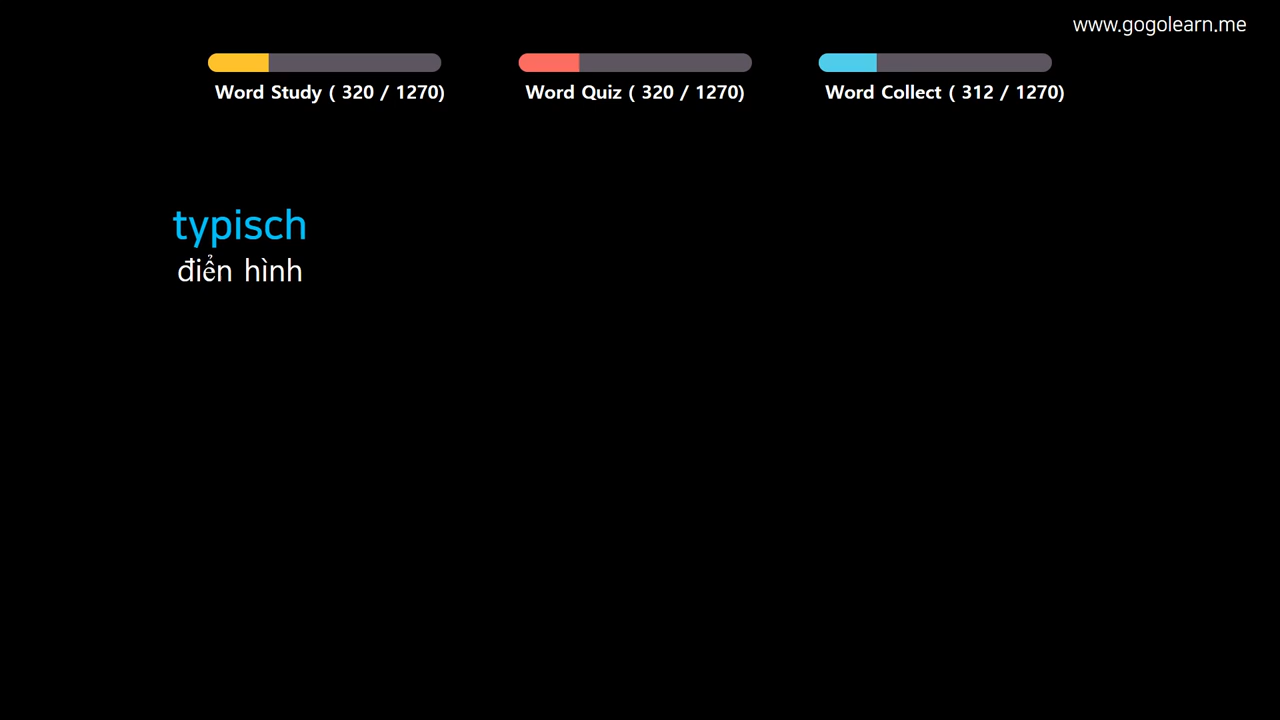 www.gogolearn.me
Word Study ( 320 / 1270)
Word Quiz ( 320 / 1270)
Word Collect ( 312 / 1270)
typisch
điển hình